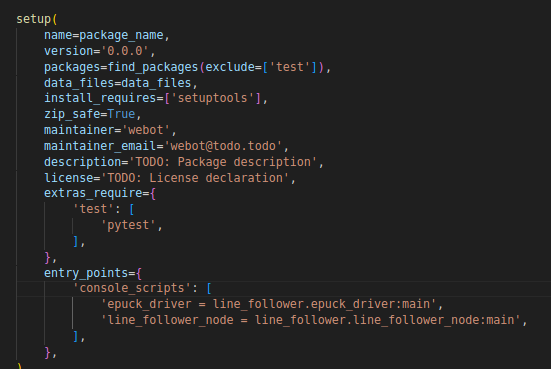 setup(
    name=package_name,
    version='0.0.0',
    packages=find_packages(exclude=['test']),
    data_files=data_files,
    install_requires=['setuptools'],
    zip_safe=True,
    maintainer='webot',
    maintainer_email='webot@todo.todo',
    description='TODO: Package description',
    license='TODO: License declaration',
    extras_require={
        'test': [
            'pytest',
        ],
    },
    entry_points={
        'console_scripts': [
            'epuck_driver = line_follower.epuck_driver:main',
            'line_follower_node = line_follower.line_follower_node:main',
        ],
    },
)